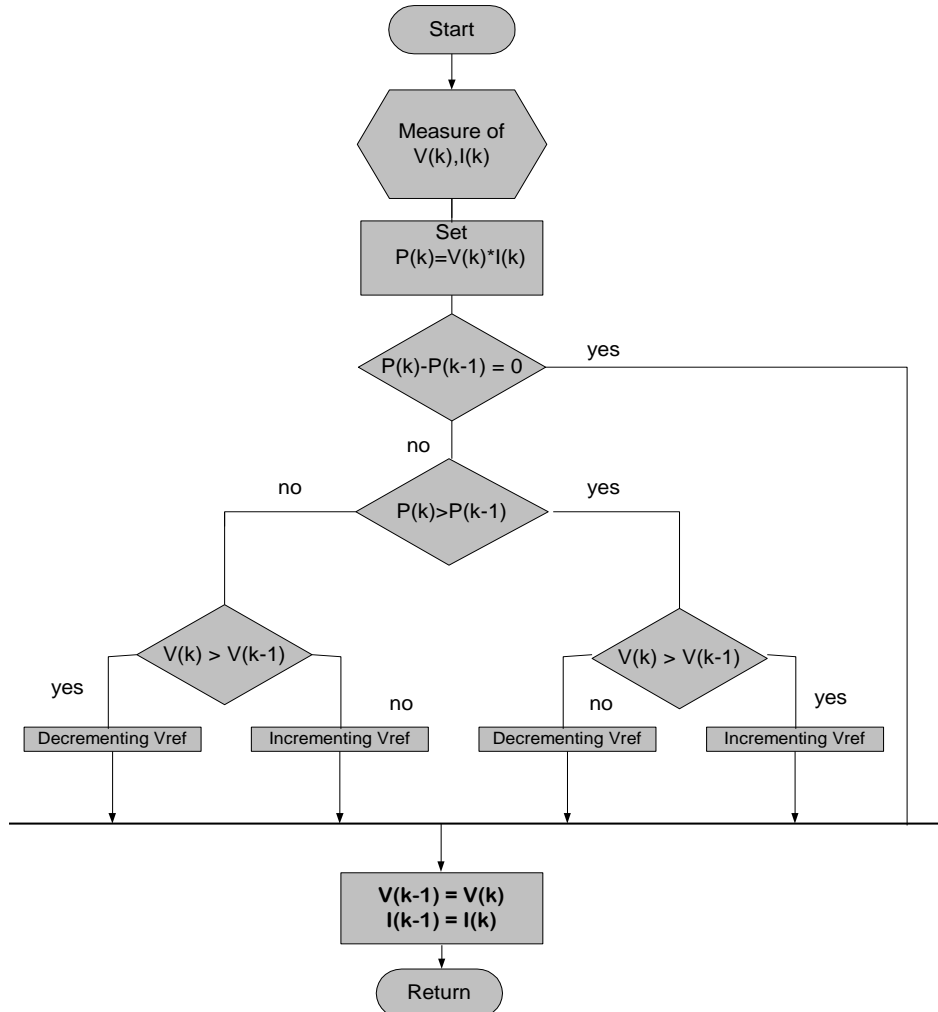 Start
Measure of
V(k),I(k)
Set
P(k)=V(k)*I(k)
P(k)-P(k-1) = 0
yes
no
P(k)>P(k-1)
no
yes
V(k) > V(k-1)
V(k) > V(k-1)
yes
no
no
yes
Decrementing Vref
Incrementing Vref
Decrementing Vref
Incrementing Vref
V(k-1) = V(k)
I(k-1) = I(k)
Return